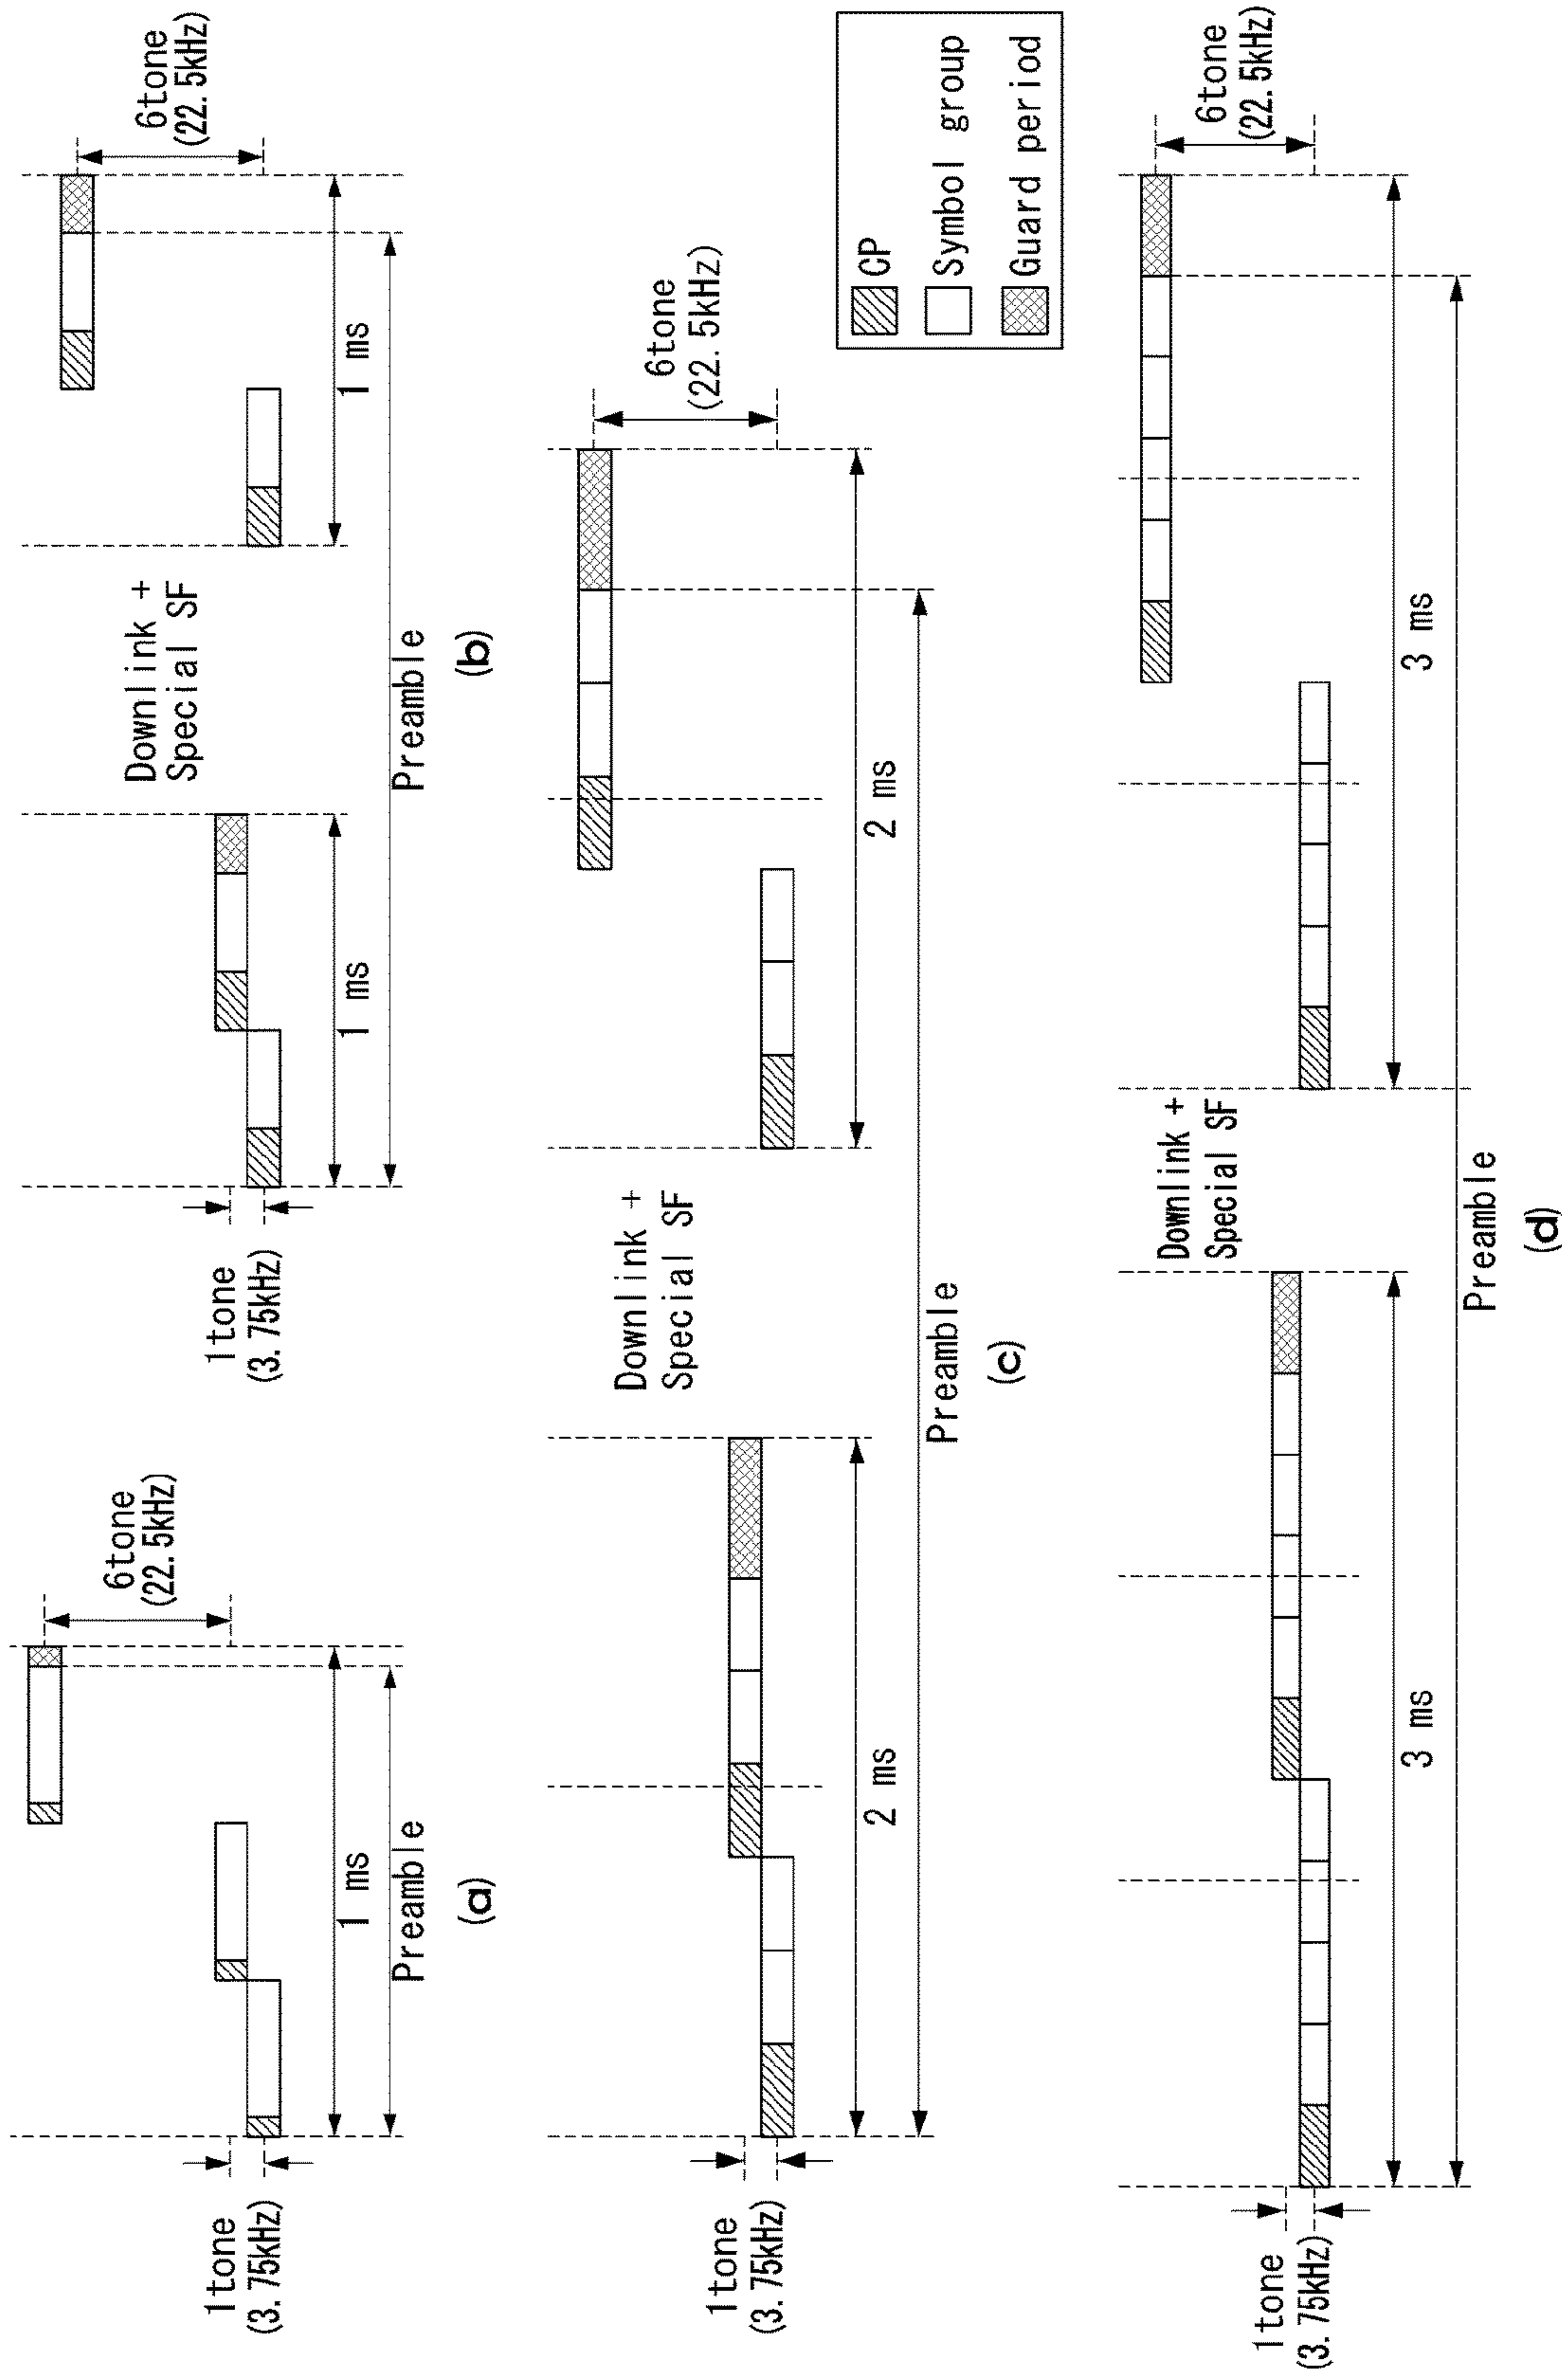 1tone
(3.75kHz)
6tone
(22.5kHz)
1 ms
Preamble
(a)
1tone
(3.75kHz)
Downlink +
Special SF
6tone
(22.5kHz)
1 ms
1 ms
Preamble
(b)
1tone
(3.75kHz)
Downlink +
Special SF
6tone
(22.5kHz)
2 ms
2 ms
Preamble
(c)
CP
Symbol group
Guard period
1tone
(3.75kHz)
Downlink +
Special SF
6tone
(22.5kHz)
3 ms
3 ms
Preamble
(d)